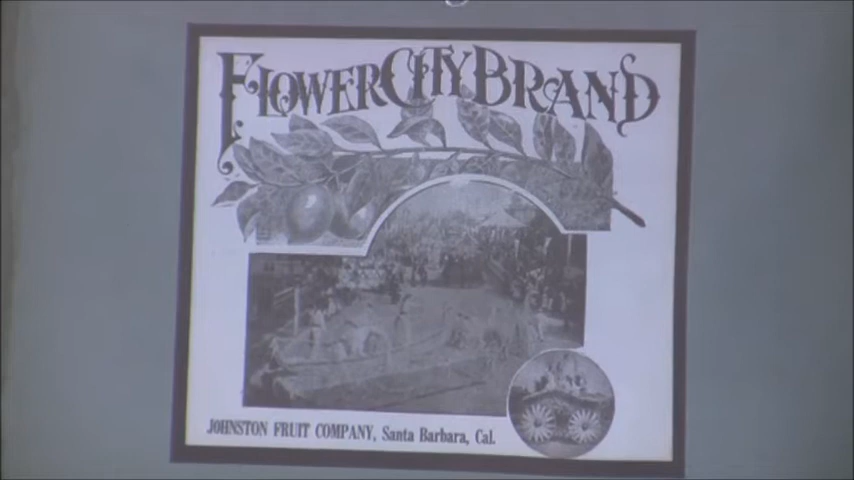 FLOWER CITY BRAND
JOHNSTON FRUIT COMPANY, Santa Barbara, Cal.